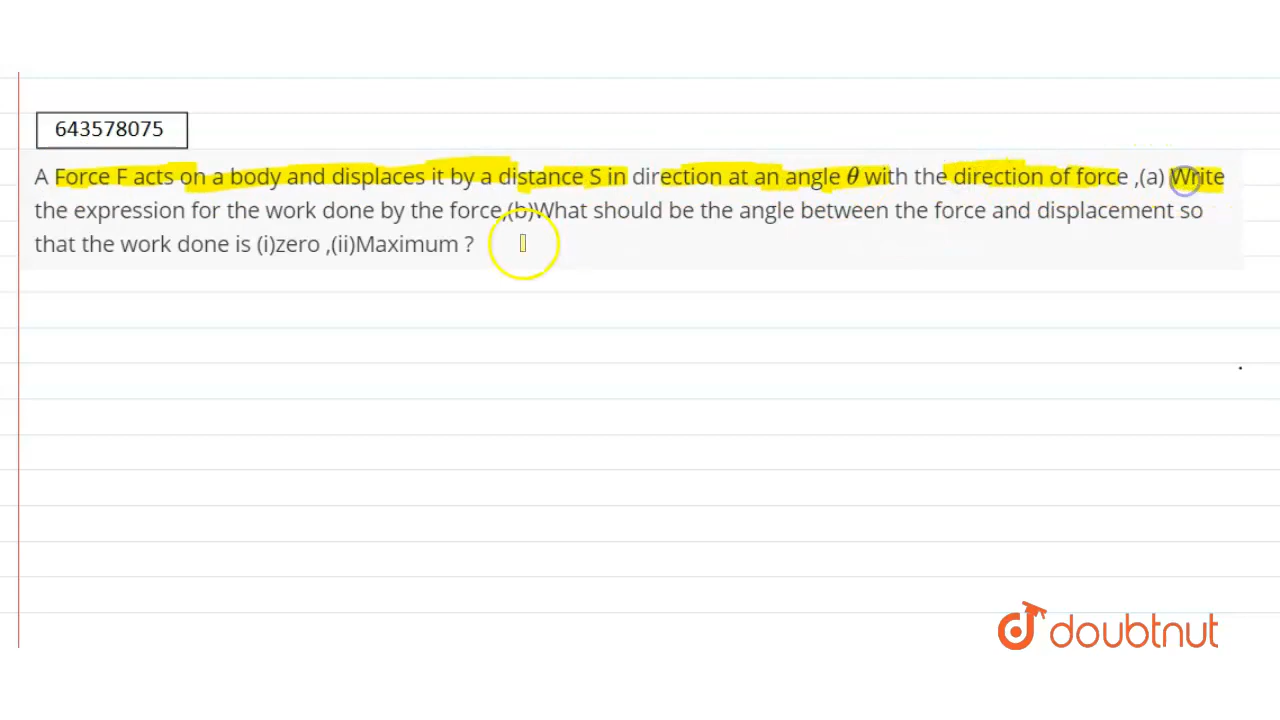 643578075
A Force F acts on a body and displaces it by a distance S in direction at an angle θ with the direction of force ,(a) Write
the expression for the work done by the force,(b)What should be the angle between the force and displacement so
that the work done is (i)zero ,(ii)Maximum ?
doubtnut